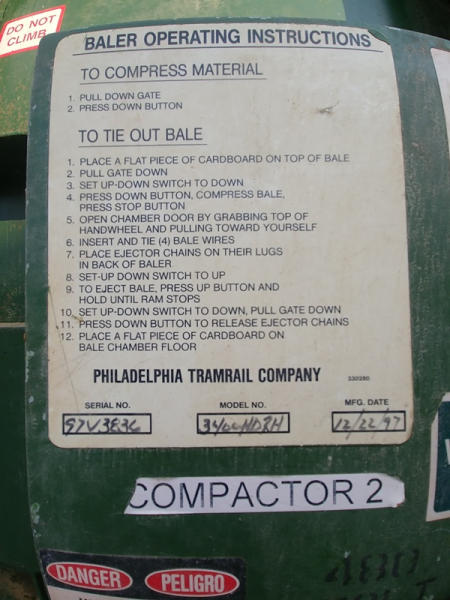 DO NOT
CLIMB
BALER OPERATING INSTRUCTIONS
TO COMPRESS MATERIAL
1. PULL DOWN GATE
2. PRESS DOWN BUTTON
TO TIE OUT BALE
1. PLACE A FLAT PIECE OF CARDBOARD ON TOP OF BALE
2. PULL GATE DOWN
3. SET UP-DOWN SWITCH TO DOWN
4. PRESS DOWN BUTTON, COMPRESS BALE,
PRESS STOP BUTTON
5. OPEN CHAMBER DOOR BY GRABBING TOP OF
HANDWHEEL AND PULLING TOWARD YOURSELF
6. INSERT AND TIE (4) BALE WIRES
7. PLACE EJECTOR CHAINS ON THEIR LUGS
IN BACK OF BALER
8. SET-UP DOWN SWITCH TO UP
9. TO EJECT BALE, PRESS UP BUTTON AND
HOLD UNTIL RAM STOPS
10. SET UP-DOWN SWITCH TO DOWN, PULL GATE DOWN
11. PRESS DOWN BUTTON TO RELEASE EJECTOR CHAINS
12. PLACE A FLAT PIECE OF CARDBOARD ON
BALE CHAMBER FLOOR
PHILADELPHIA TRAMRAIL COMPANY
SERIAL NO. MODEL NO. MFG. DATE
12/22/97
COMPACTOR 2
DANGER PELIGRO